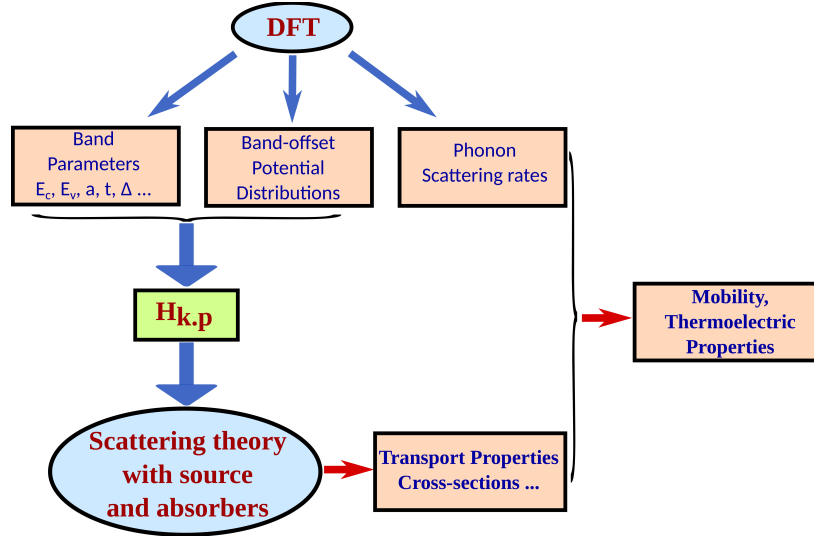 DFT
Band
Parameters
Ec, Ev, a, t, Δ ...
Band-offset
Potential
Distributions
Phonon
Scattering rates
Hk.p
Mobility,
Thermoelectric
Properties
Scattering theory
with source
and absorbers
Transport Properties
Cross-sections ...